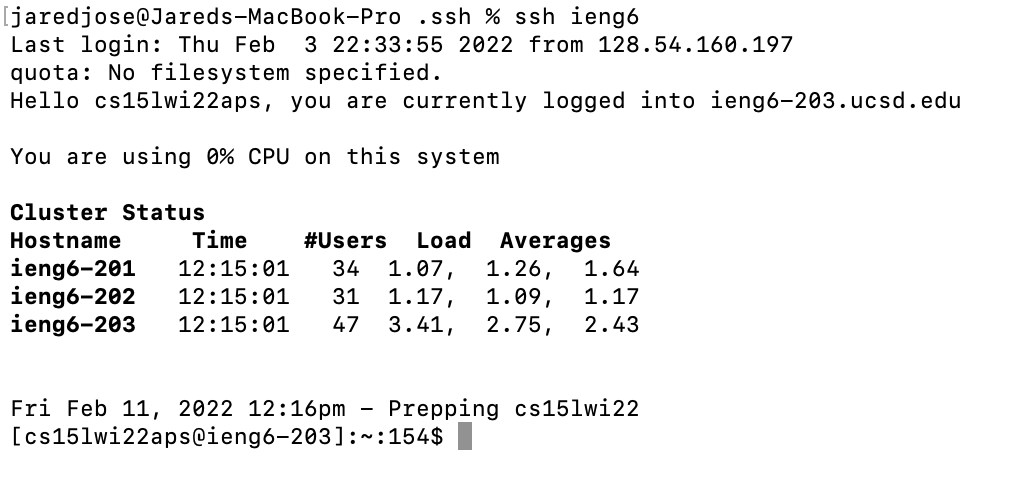 [jaredjose@Jareds-MacBook-Pro .ssh % ssh ieng6
Last login: Thu Feb  3 22:33:55 2022 from 128.54.160.197
quota: No filesystem specified.
Hello cs15lwi22aps, you are currently logged into ieng6-203.ucsd.edu
You are using 0% CPU on this system
Cluster Status
Hostname     Time    #Users  Load  Averages
ieng6-201   12:15:01   34  1.07,  1.26,  1.64
ieng6-202   12:15:01   31  1.17,  1.09,  1.17
ieng6-203   12:15:01   47  3.41,  2.75,  2.43
Fri Feb 11, 2022 12:16pm - Prepping cs15lwi22
[cs15lwi22aps@ieng6-203]:~:154$